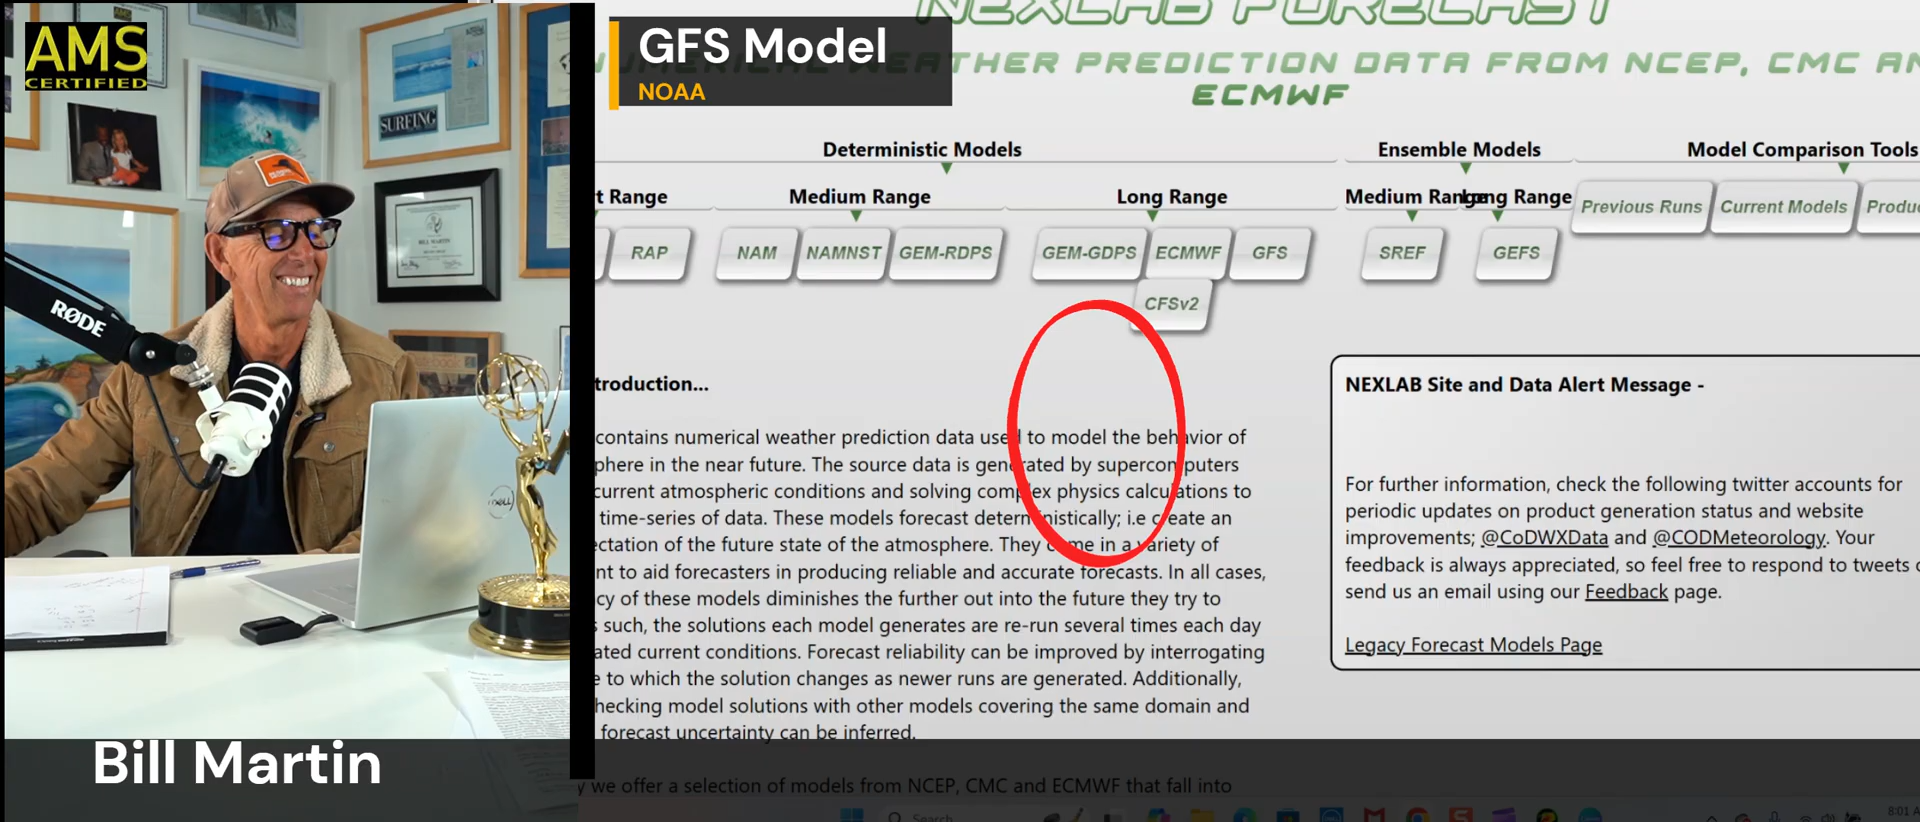 AMS
CERTIFIED
SURFING
BILL MARTIN
RØDE
DELL
Bill Martin
GFS Model
NOAA
NEXLAB FORECAST
NUMERICAL WEATHER PREDICTION DATA FROM NCEP, CMC AN
ECMWF
Deterministic Models
Ensemble Models
Model Comparison Tools
t Range
Medium Range
Long Range
Medium Range
Long Range
Previous Runs
Current Models
Produc
RAP
NAM
NAMNST
GEM-RDPS
GEM-GDPS
ECMWF
GFS
SREF
GEFS
CFSv2
troduction...
contains numerical weather prediction data used to model the behavior of
phere in the near future. The source data is generated by supercomputers
current atmospheric conditions and solving complex physics calculations to
time-series of data. These models forecast deterministically; i.e create an
ectation of the future state of the atmosphere. They come in a variety of
nt to aid forecasters in producing reliable and accurate forecasts. In all cases,
cy of these models diminishes the further out into the future they try to
s such, the solutions each model generates are re-run several times each day
ated current conditions. Forecast reliability can be improved by interrogating
e to which the solution changes as newer runs are generated. Additionally,
hecking model solutions with other models covering the same domain and
forecast uncertainty can be inferred.
y we offer a selection of models from NCEP, CMC and ECMWF that fall into
NEXLAB Site and Data Alert Message -
For further information, check the following twitter accounts for
periodic updates on product generation status and website
improvements; @CoDWXData and @CODMeteorology. Your
feedback is always appreciated, so feel free to respond to tweets o
send us an email using our Feedback page.
Legacy Forecast Models Page
Search
8:01 A